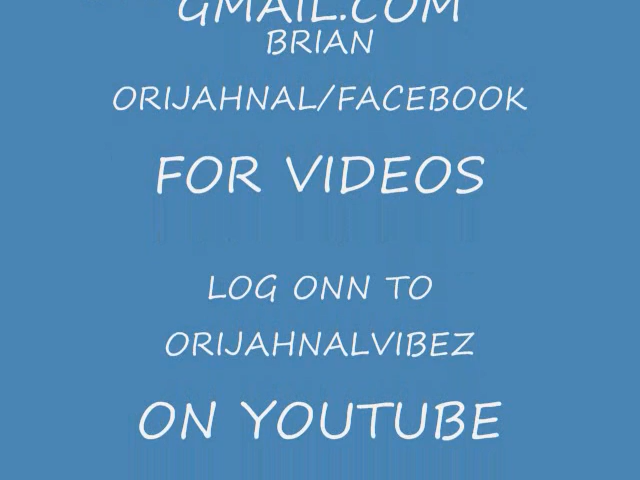 GMAIL.COM
BRIAN
ORIJAHNAL/FACEBOOK
FOR VIDEOS
LOG ONN TO
ORIJAHNALVIBEZ
ON YOUTUBE